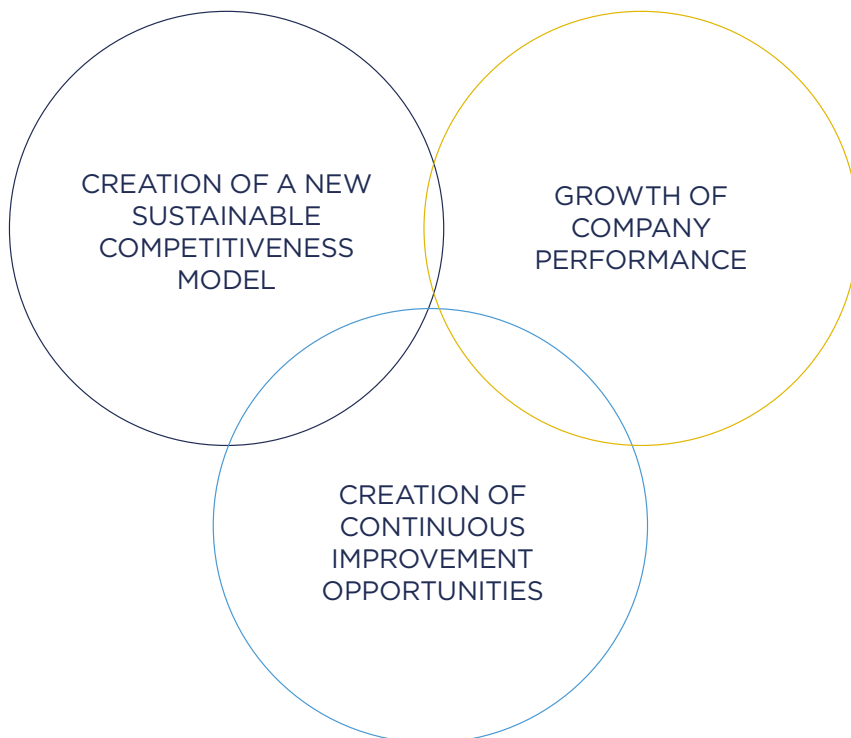 CREATION OF A NEW
SUSTAINABLE
COMPETITIVENESS
MODEL
GROWTH OF
COMPANY
PERFORMANCE
CREATION OF
CONTINUOUS
IMPROVEMENT
OPPORTUNITIES